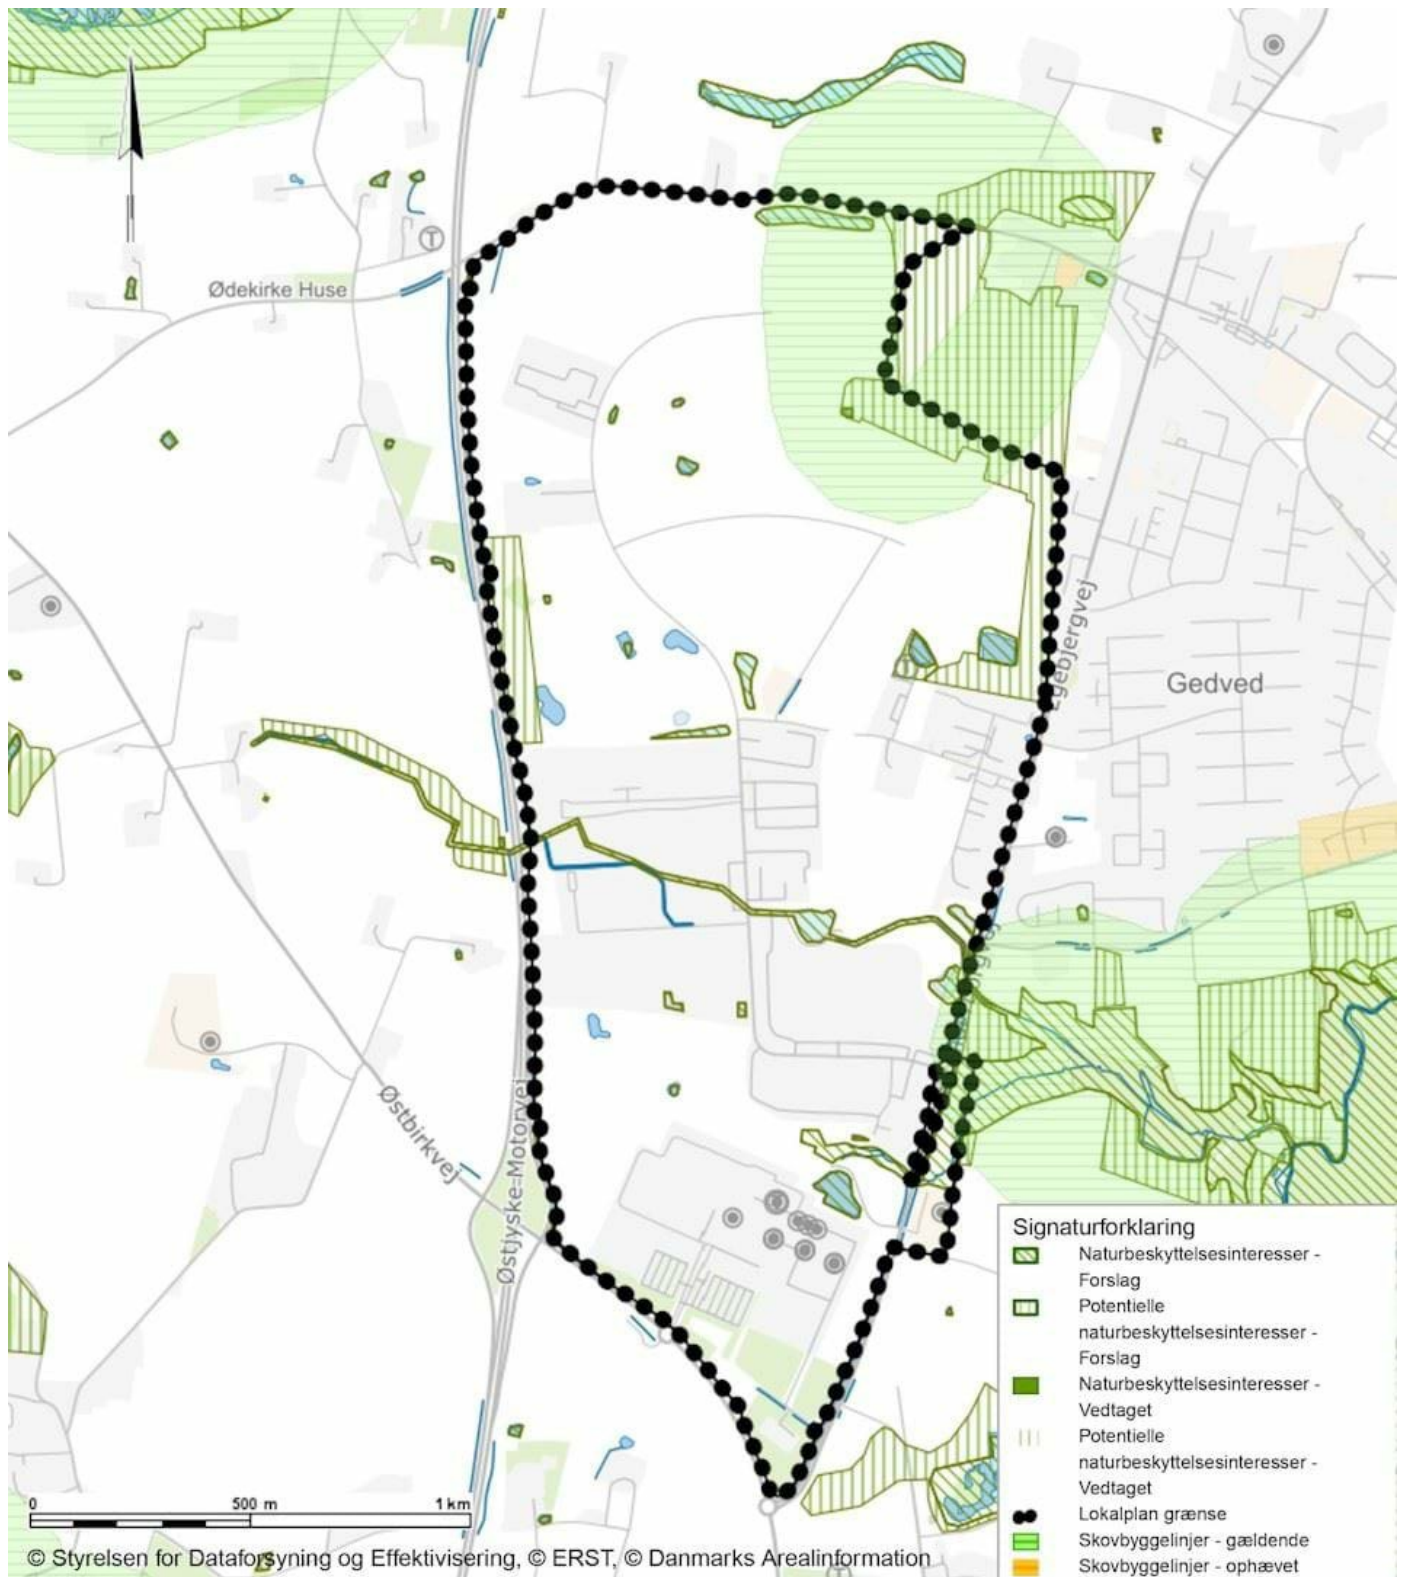 Ødekirke Huse
Egebjergvej
Gedved
Østbirkvej
Østjyske-Motorvej
T
T
Signaturforklaring
Naturbeskyttelsesinteresser -
Forslag
Potentielle
naturbeskyttelsesinteresser -
Forslag
Naturbeskyttelsesinteresser -
Vedtaget
Potentielle
naturbeskyttelsesinteresser -
Vedtaget
Lokalplan grænse
Skovbyggelinjer - gældende
Skovbyggelinjer - ophævet
0 500 m 1 km
© Styrelsen for Dataforsyning og Effektivisering, © ERST, © Danmarks Arealinformation